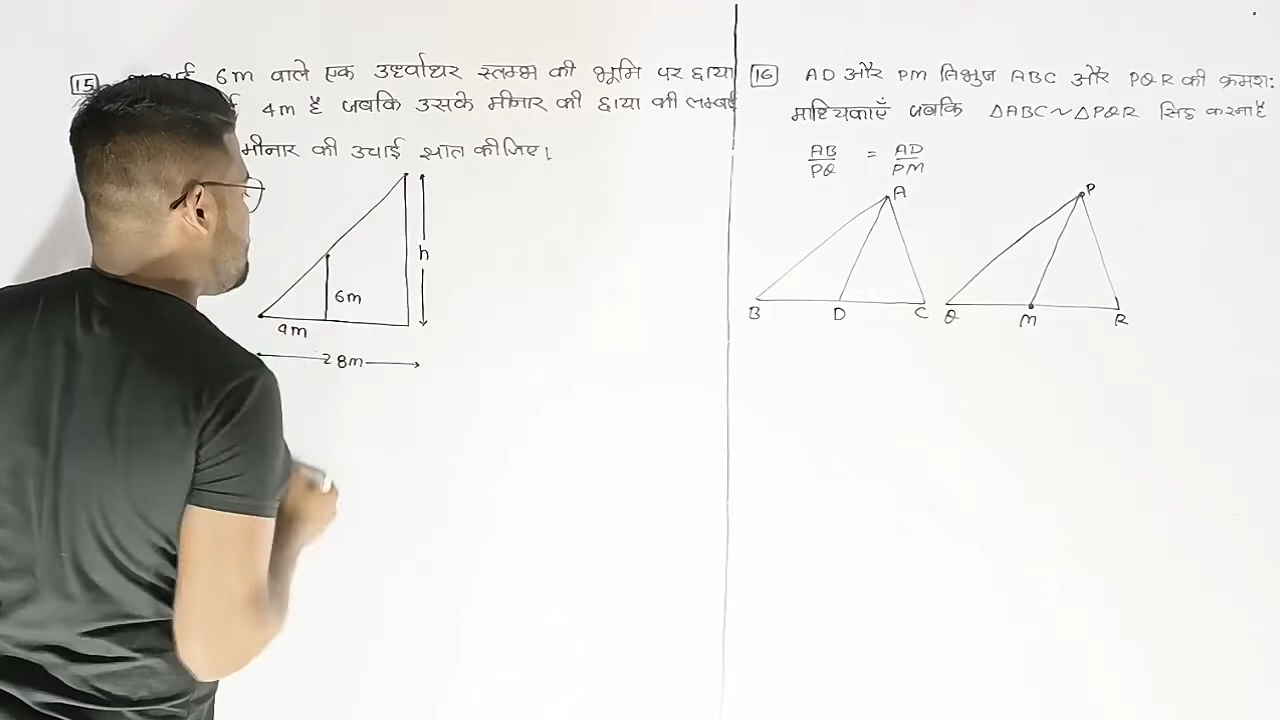 15
6m वाले एक उर्ध्वाधर स्तम्भ की भूमि पर छाया
4m है जबकि उसके मीनार की छाया की लम्बाई
मीनार की उचाई ज्ञात कीजिए।
h
6m
4m
28m
16 AD और PM त्रिभुज ABC और PQR की क्रमशः
माध्यिकाएँ जबकि △ABC~△PQR सिद्ध करना है
AB/PQ = AD/PM
A
B D C
P
Q M R